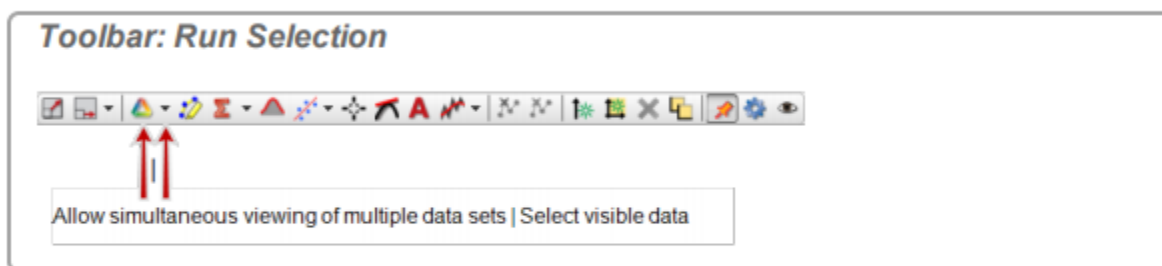 Toolbar: Run Selection
A
Allow simultaneous viewing of multiple data sets | Select visible data